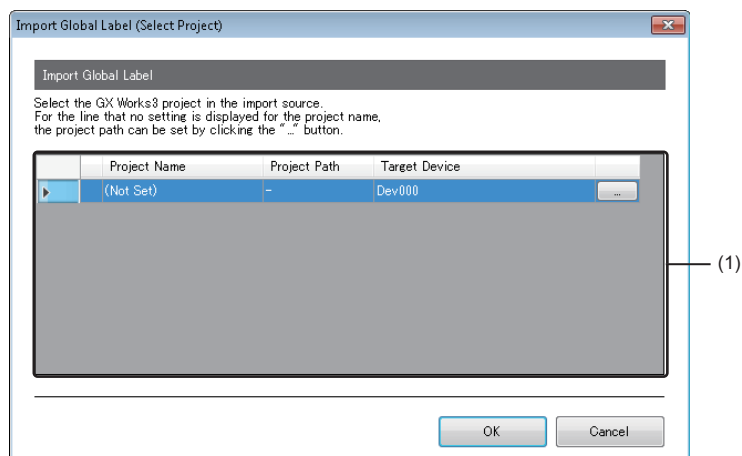 Import Global Label (Select Project)
Import Global Label
Select the GX Works3 project in the import source.
For the line that no setting is displayed for the project name,
the project path can be set by clicking the "..." button.
Project Name Project Path Target Device
(Not Set) - Dev000 ...
(1)
OK Cancel